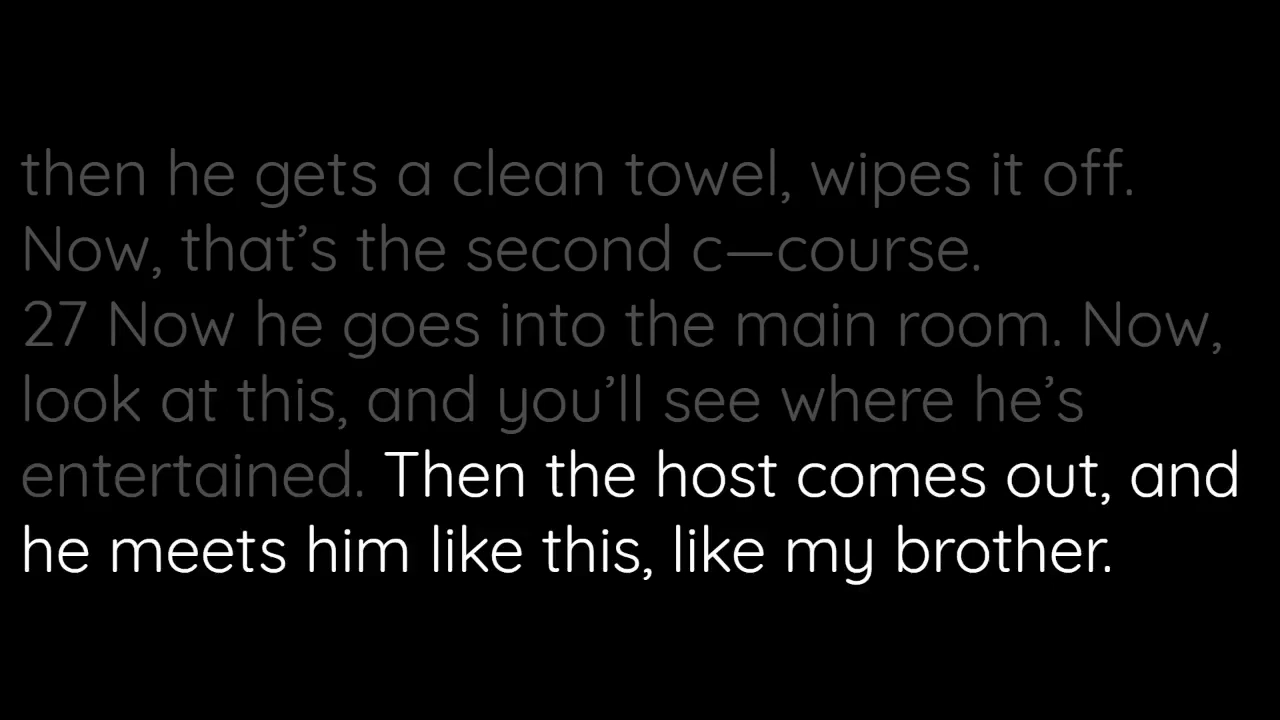 then he gets a clean towel, wipes it off.
Now, that’s the second c—course.
27 Now he goes into the main room. Now,
look at this, and you’ll see where he’s
entertained. Then the host comes out, and
he meets him like this, like my brother.